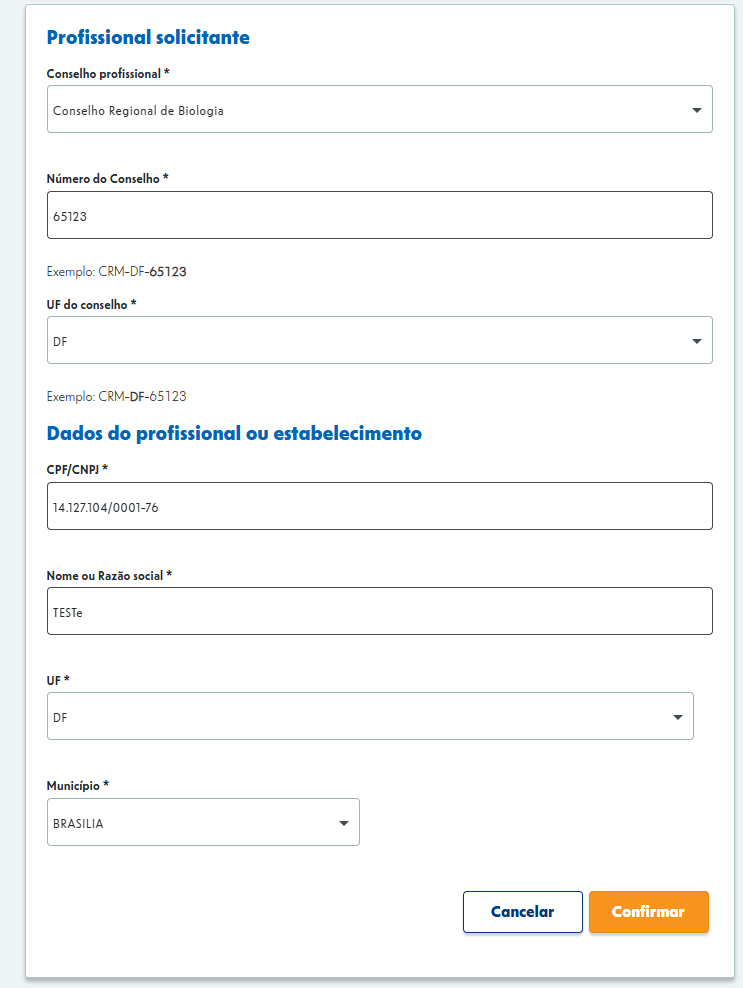 Profissional solicitante
Conselho profissional *
Conselho Regional de Biologia
Número do Conselho *
65123
Exemplo: CRM-DF-65123
UF do conselho *
DF
Exemplo: CRM-DF-65123
Dados do profissional ou estabelecimento
CPF/CNPJ *
14.127.104/0001-76
Nome ou Razão social *
TESTe
UF *
DF
Município *
BRASILIA
Cancelar
Confirmar